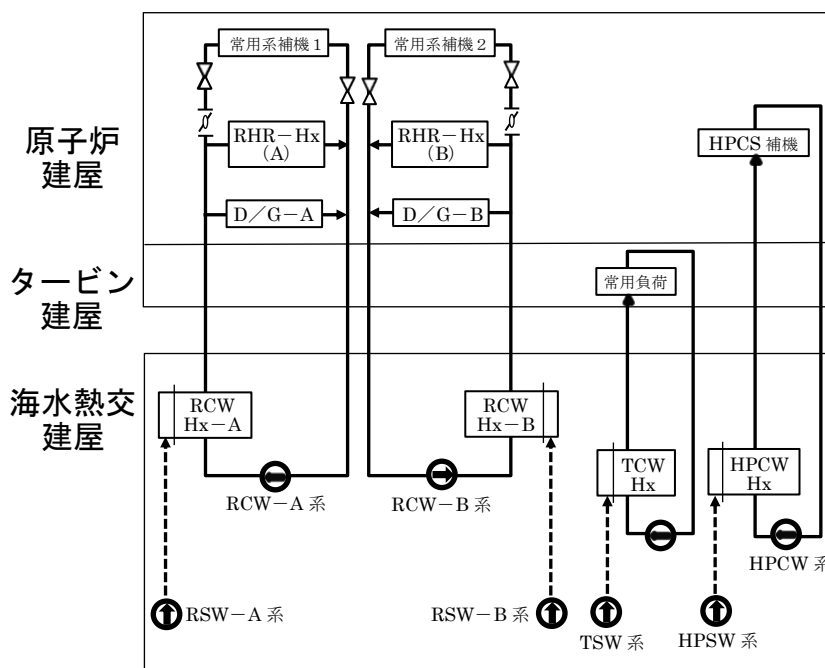 常用系補機1
常用系補機2
原子炉
建屋
RHR-Hx
(A)
RHR-Hx
(B)
HPCS 補機
D/G-A
D/G-B
タービン
建屋
常用負荷
海水熱交
建屋
RCW
Hx-A
RCW
Hx-B
TCW
Hx
HPCW
Hx
RCW-A 系
RCW-B 系
HPCW 系
RSW-A 系
RSW-B 系
TSW 系
HPSW 系